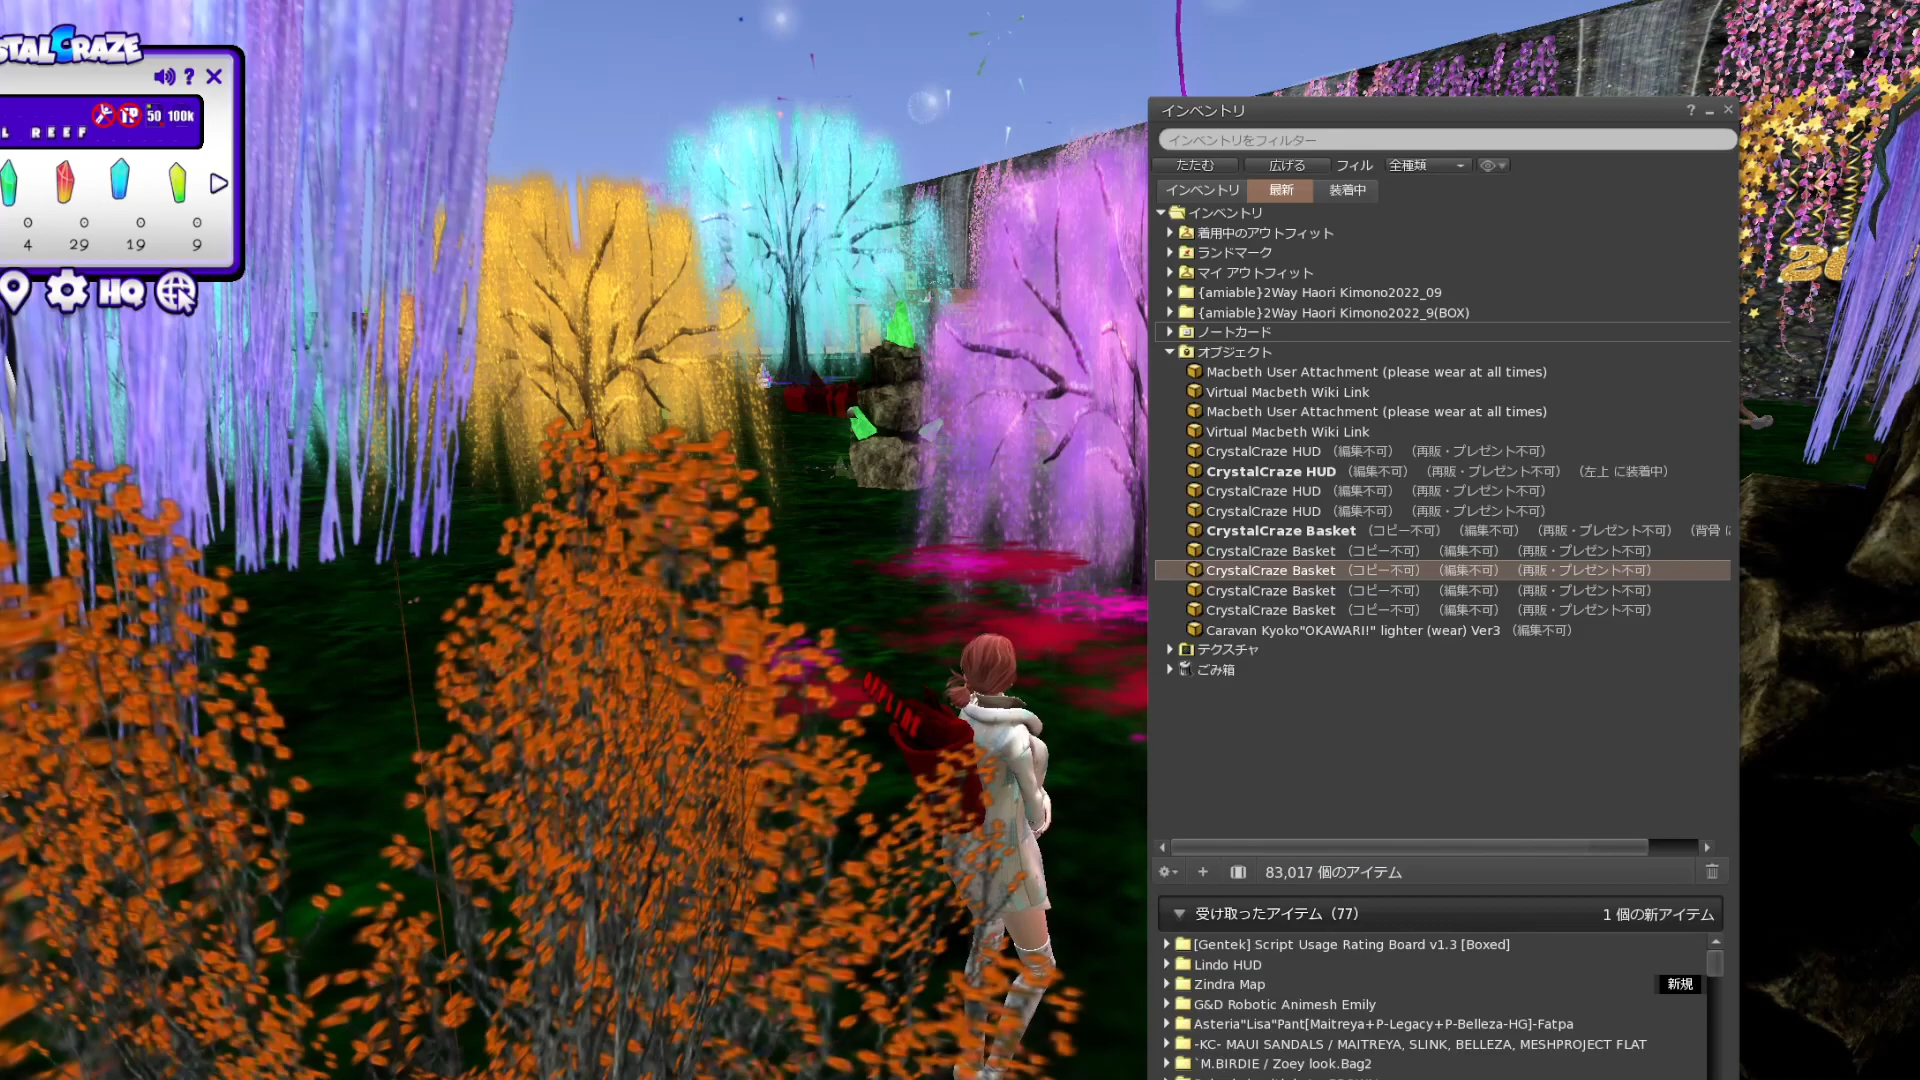 STALCRAZE
?
TP 50 100k
L REEF
0 0 0 0
4 29 19 9
HQ
OFFLINE
インベントリ
?
インベントリをフィルター
たたむ 広げる フィル 全種類
インベントリ 最新 装着中
インベントリ
着用中のアウトフィット
ランドマーク
マイ アウトフィット
{amiable}2Way Haori Kimono2022_09
{amiable}2Way Haori Kimono2022_9(BOX)
ノートカード
オブジェクト
Macbeth User Attachment (please wear at all times)
Virtual Macbeth Wiki Link
Macbeth User Attachment (please wear at all times)
Virtual Macbeth Wiki Link
CrystalCraze HUD （編集不可）（再販・プレゼント不可）
CrystalCraze HUD （編集不可）（再販・プレゼント不可）（左上 に装着中）
CrystalCraze HUD （編集不可）（再販・プレゼント不可）
CrystalCraze HUD （編集不可）（再販・プレゼント不可）
CrystalCraze Basket （コピー不可）（編集不可）（再販・プレゼント不可）（背骨 に
CrystalCraze Basket （コピー不可）（編集不可）（再販・プレゼント不可）
CrystalCraze Basket （コピー不可）（編集不可）（再販・プレゼント不可）
CrystalCraze Basket （コピー不可）（編集不可）（再販・プレゼント不可）
CrystalCraze Basket （コピー不可）（編集不可）（再販・プレゼント不可）
Caravan Kyoko"OKAWARI!" lighter (wear) Ver3 （編集不可）
テクスチャ
ごみ箱
83,017 個のアイテム
受け取ったアイテム（77） 1 個の新アイテム
[Gentek] Script Usage Rating Board v1.3 [Boxed]
Lindo HUD
Zindra Map 新規
G&D Robotic Animesh Emily
Asteria"Lisa"Pant[Maitreya+P-Legacy+P-Belleza-HG]-Fatpa
-KC- MAUI SANDALS / MAITREYA, SLINK, BELLEZA, MESHPROJECT FLAT
`M.BIRDIE / Zoey look.Bag2